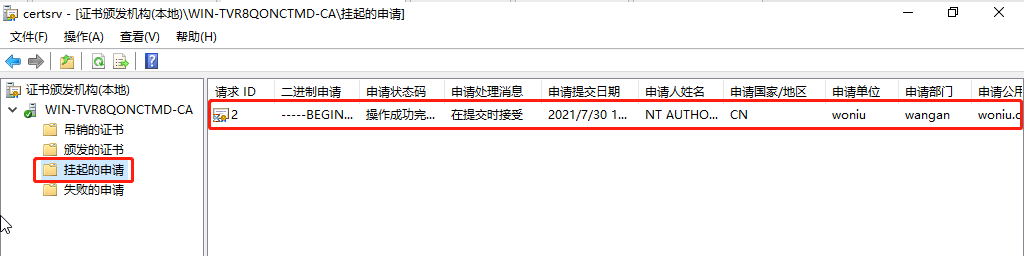 certsrv - [证书颁发机构(本地)\WIN-TVR8QONCTMD-CA\挂起的申请]
文件(F) 操作(A) 查看(V) 帮助(H)
证书颁发机构(本地)
WIN-TVR8QONCTMD-CA
吊销的证书
颁发的证书
挂起的申请
失败的申请
请求 ID 二进制申请 申请状态码 申请处理消息 申请提交日期 申请人姓名 申请国家/地区 申请单位 申请部门 申请公用
2 -----BEGIN... 操作成功完... 在提交时接受 2021/7/30 1... NT AUTHO... CN woniu wangan woniu.c